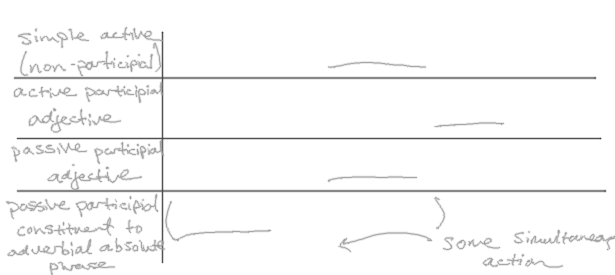 simple active
(non-participial)
active participial
adjective
passive participial
adjective
passive participial
constituent to
adverbial absolute
phrase
some simultaneous
action